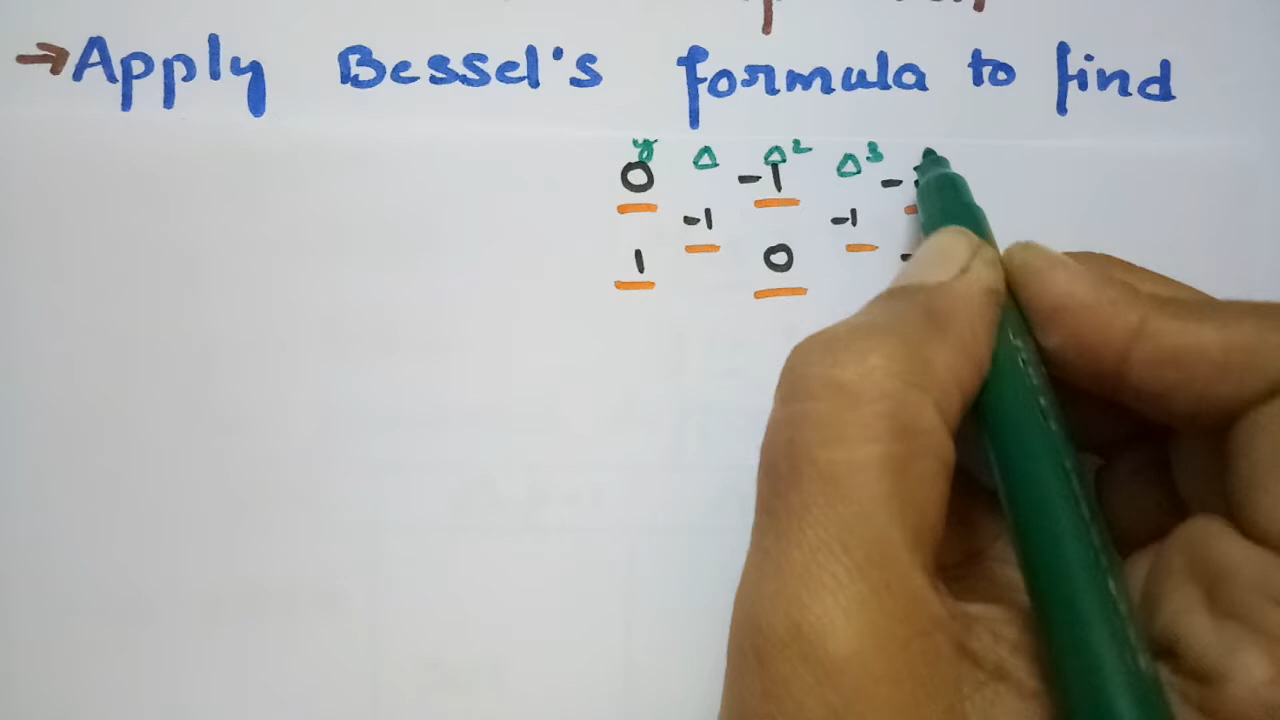 →Apply Bessel's formula to find
y Δ Δ² Δ³
0 -1 -
-1 -1
1 0 -